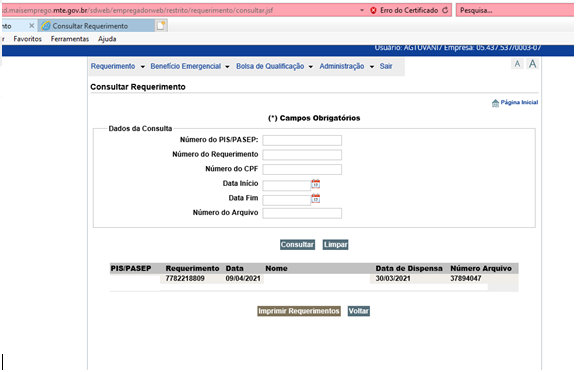 d.maisemprego.mte.gov.br/sdweb/empregadorweb/restrito/requerimento/consultar.jsf
Erro do Certificado
Pesquisa...
nto
Consultar Requerimento
r Favoritos Ferramentas Ajuda
Usuário: AGTUVANI7 Empresa: 05.437.537/0003-07
Requerimento Benefício Emergencial Bolsa de Qualificação Administração Sair
A A
Consultar Requerimento
Página Inicial
(*) Campos Obrigatórios
Dados da Consulta
Número do PIS/PASEP:
Número do Requerimento
Número do CPF
Data Início
Data Fim
Número do Arquivo
Consultar Limpar
PIS/PASEP Requerimento Data Nome Data de Dispensa Número Arquivo
7782218809 09/04/2021 30/03/2021 37894047
Imprimir Requerimentos Voltar